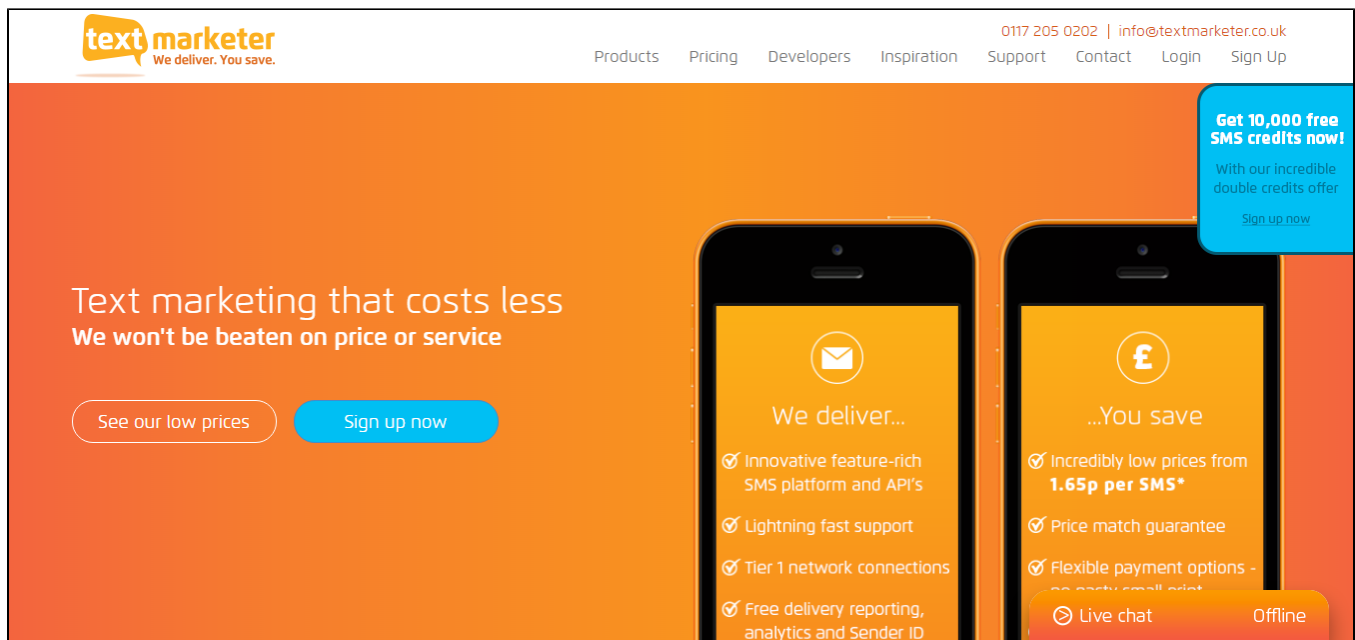 text marketer
We deliver. You save.
0117 205 0202 | info@textmarketer.co.uk
Products Pricing Developers Inspiration Support Contact Login Sign Up
Get 10,000 free
SMS credits now!
With our incredible
double credits offer
Sign up now
Text marketing that costs less
We won't be beaten on price or service
See our low prices
Sign up now
We deliver...
Innovative feature-rich
SMS platform and API's
Lightning fast support
Tier 1 network connections
Free delivery reporting,
analytics and Sender ID
...You save
£
Incredibly low prices from
1.65p per SMS*
Price match guarantee
Flexible payment options -
no nasty small print
Live chat Offline